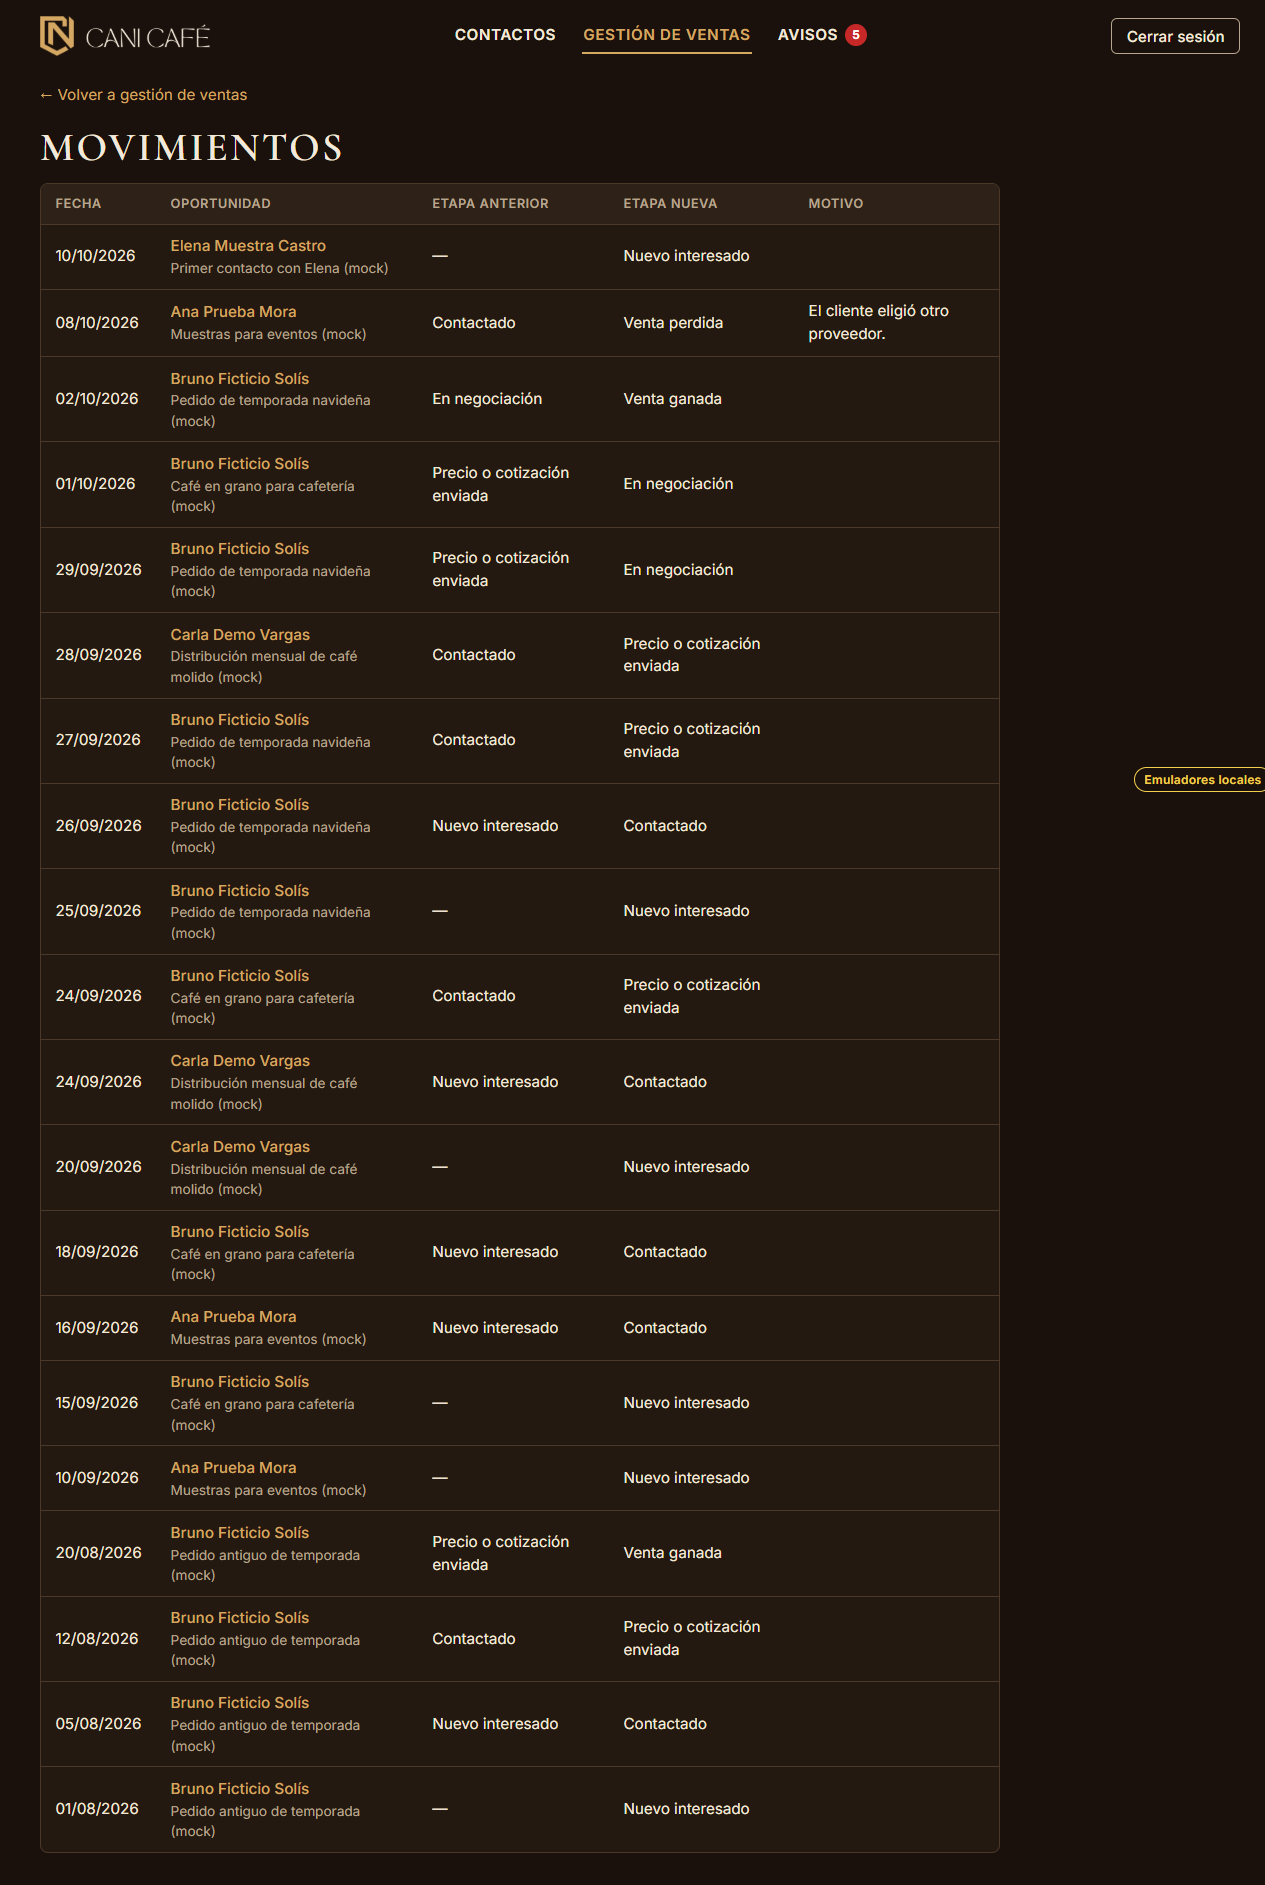 CANI CAFÉ
CONTACTOS GESTIÓN DE VENTAS AVISOS 5
Cerrar sesión
← Volver a gestión de ventas
MOVIMIENTOS
FECHA OPORTUNIDAD ETAPA ANTERIOR ETAPA NUEVA MOTIVO
10/10/2026 Elena Muestra Castro — Nuevo interesado
Primer contacto con Elena (mock)
08/10/2026 Ana Prueba Mora Contactado Venta perdida El cliente eligió otro
Muestras para eventos (mock) proveedor.
02/10/2026 Bruno Ficticio Solís En negociación Venta ganada
Pedido de temporada navideña
(mock)
01/10/2026 Bruno Ficticio Solís Precio o cotización En negociación
Café en grano para cafetería enviada
(mock)
29/09/2026 Bruno Ficticio Solís Precio o cotización En negociación
Pedido de temporada navideña enviada
(mock)
28/09/2026 Carla Demo Vargas Contactado Precio o cotización
Distribución mensual de café enviada
molido (mock)
27/09/2026 Bruno Ficticio Solís Contactado Precio o cotización
Pedido de temporada navideña enviada
(mock)
Emuladores locales
26/09/2026 Bruno Ficticio Solís Nuevo interesado Contactado
Pedido de temporada navideña
(mock)
25/09/2026 Bruno Ficticio Solís — Nuevo interesado
Pedido de temporada navideña
(mock)
24/09/2026 Bruno Ficticio Solís Contactado Precio o cotización
Café en grano para cafetería enviada
(mock)
24/09/2026 Carla Demo Vargas Nuevo interesado Contactado
Distribución mensual de café
molido (mock)
20/09/2026 Carla Demo Vargas — Nuevo interesado
Distribución mensual de café
molido (mock)
18/09/2026 Bruno Ficticio Solís Nuevo interesado Contactado
Café en grano para cafetería
(mock)
16/09/2026 Ana Prueba Mora Nuevo interesado Contactado
Muestras para eventos (mock)
15/09/2026 Bruno Ficticio Solís — Nuevo interesado
Café en grano para cafetería
(mock)
10/09/2026 Ana Prueba Mora — Nuevo interesado
Muestras para eventos (mock)
20/08/2026 Bruno Ficticio Solís Precio o cotización Venta ganada
Pedido antiguo de temporada enviada
(mock)
12/08/2026 Bruno Ficticio Solís Contactado Precio o cotización
Pedido antiguo de temporada enviada
(mock)
05/08/2026 Bruno Ficticio Solís Nuevo interesado Contactado
Pedido antiguo de temporada
(mock)
01/08/2026 Bruno Ficticio Solís — Nuevo interesado
Pedido antiguo de temporada
(mock)